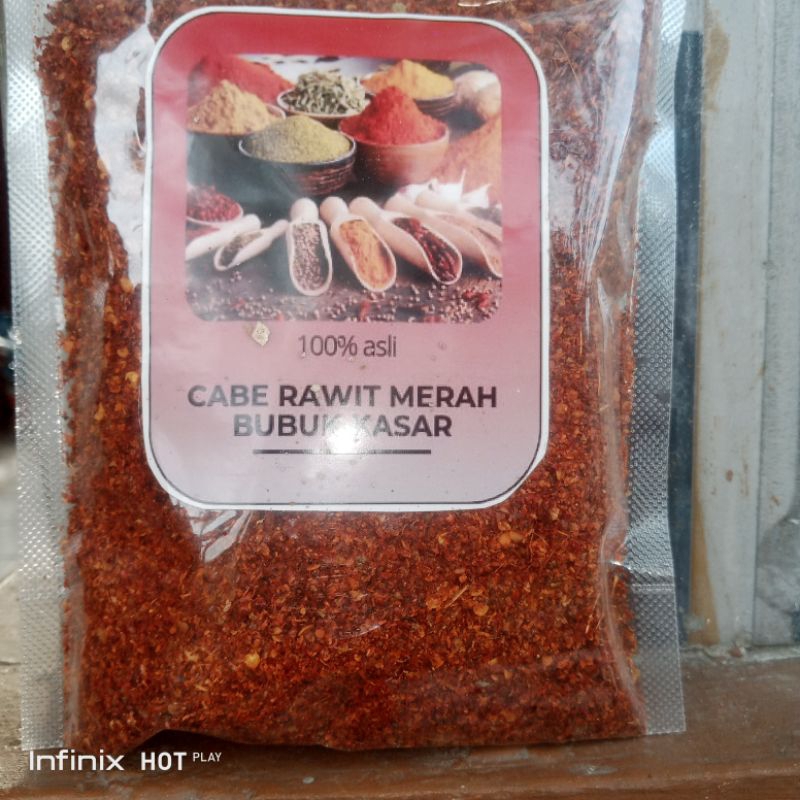 100% asli
CABE RAWIT MERAH
BUBUK KASAR
Infinix HOT PLAY